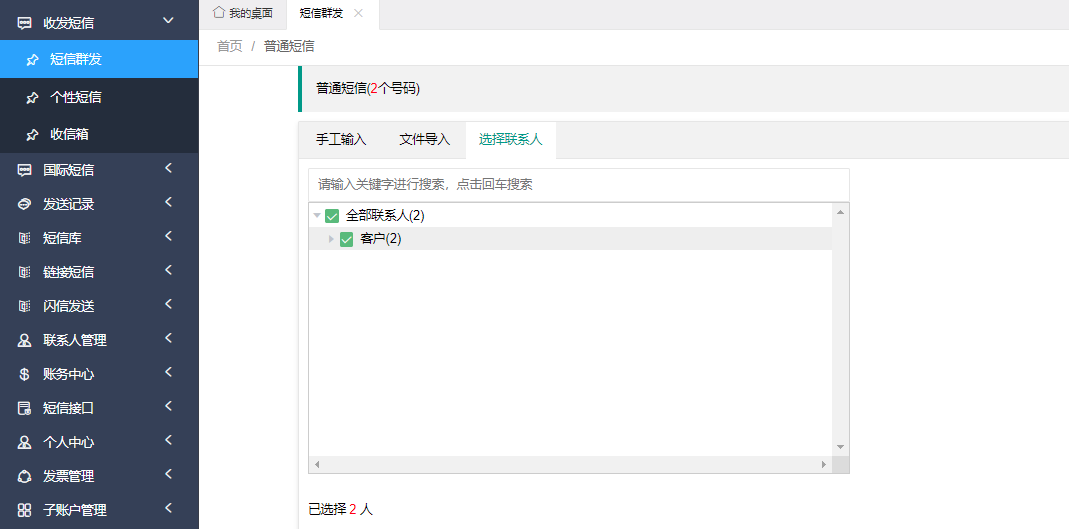 收发短信
短信群发
个性短信
收信箱
国际短信
发送记录
短信库
链接短信
闪信发送
联系人管理
账务中心
短信接口
个人中心
发票管理
子账户管理
我的桌面
短信群发
首页 / 普通短信
普通短信(2个号码)
手工输入 文件导入 选择联系人
请输入关键字进行搜索，点击回车搜索
全部联系人(2)
客户(2)
已选择 2 人